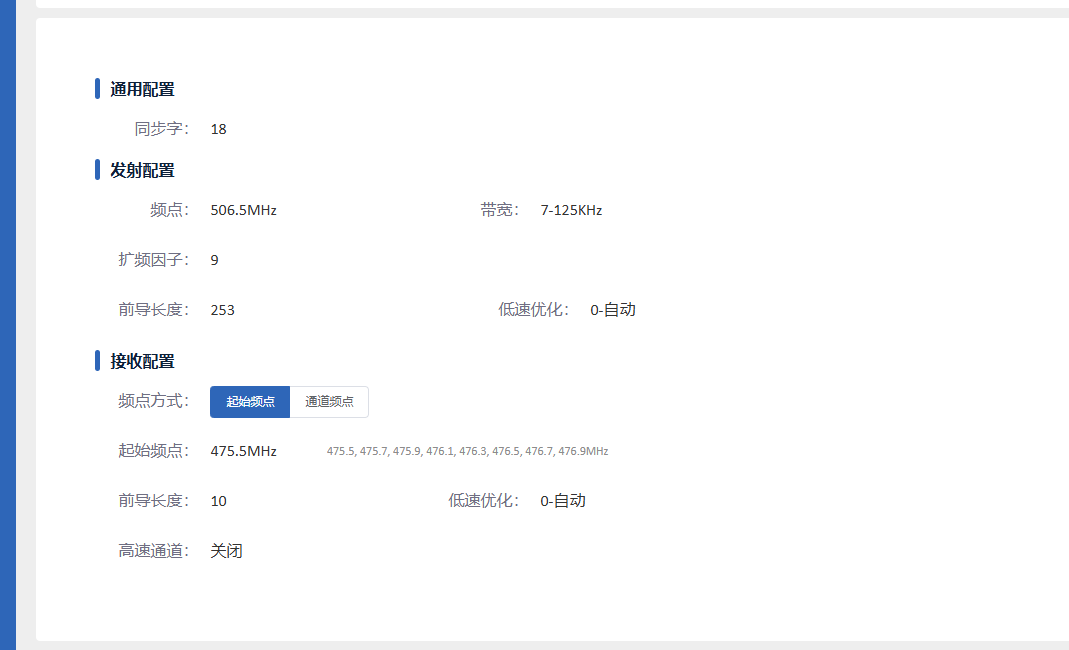 通用配置
同步字： 18
发射配置
频点： 506.5MHz 带宽： 7-125KHz
扩频因子： 9
前导长度： 253 低速优化： 0-自动
接收配置
频点方式： 起始频点 通道频点
起始频点： 475.5MHz 475.5, 475.7, 475.9, 476.1, 476.3, 476.5, 476.7, 476.9MHz
前导长度： 10 低速优化： 0-自动
高速通道： 关闭